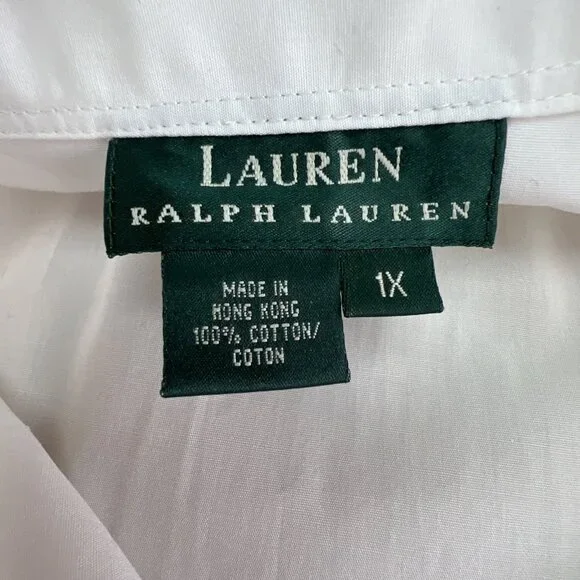 LAUREN
RALPH LAUREN
1X
MADE IN
HONG KONG
100% COTTON/
COTON